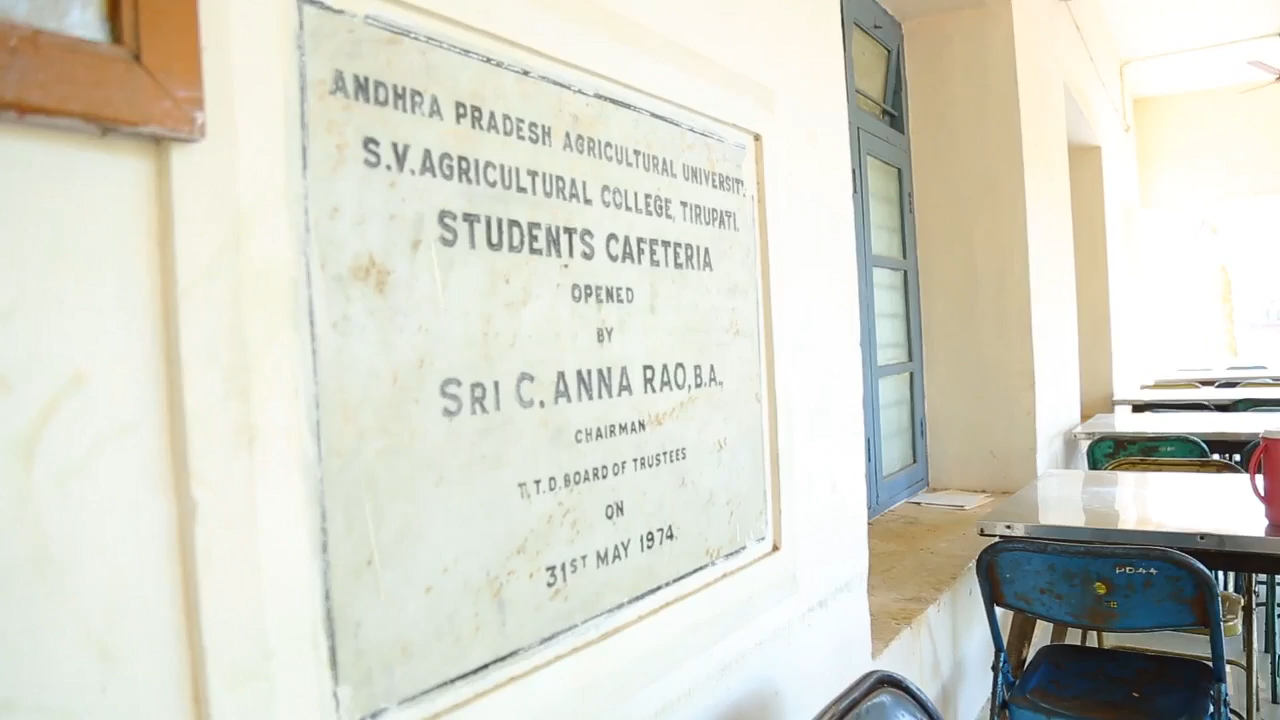 ANDHRA PRADESH AGRICULTURAL UNIVERSITY
S.V. AGRICULTURAL COLLEGE, TIRUPATI.
STUDENTS CAFETERIA
OPENED
BY
SRI C. ANNA RAO, B.A.,
CHAIRMAN
T.T.D. BOARD OF TRUSTEES
ON
31ST MAY 1974.
PD44